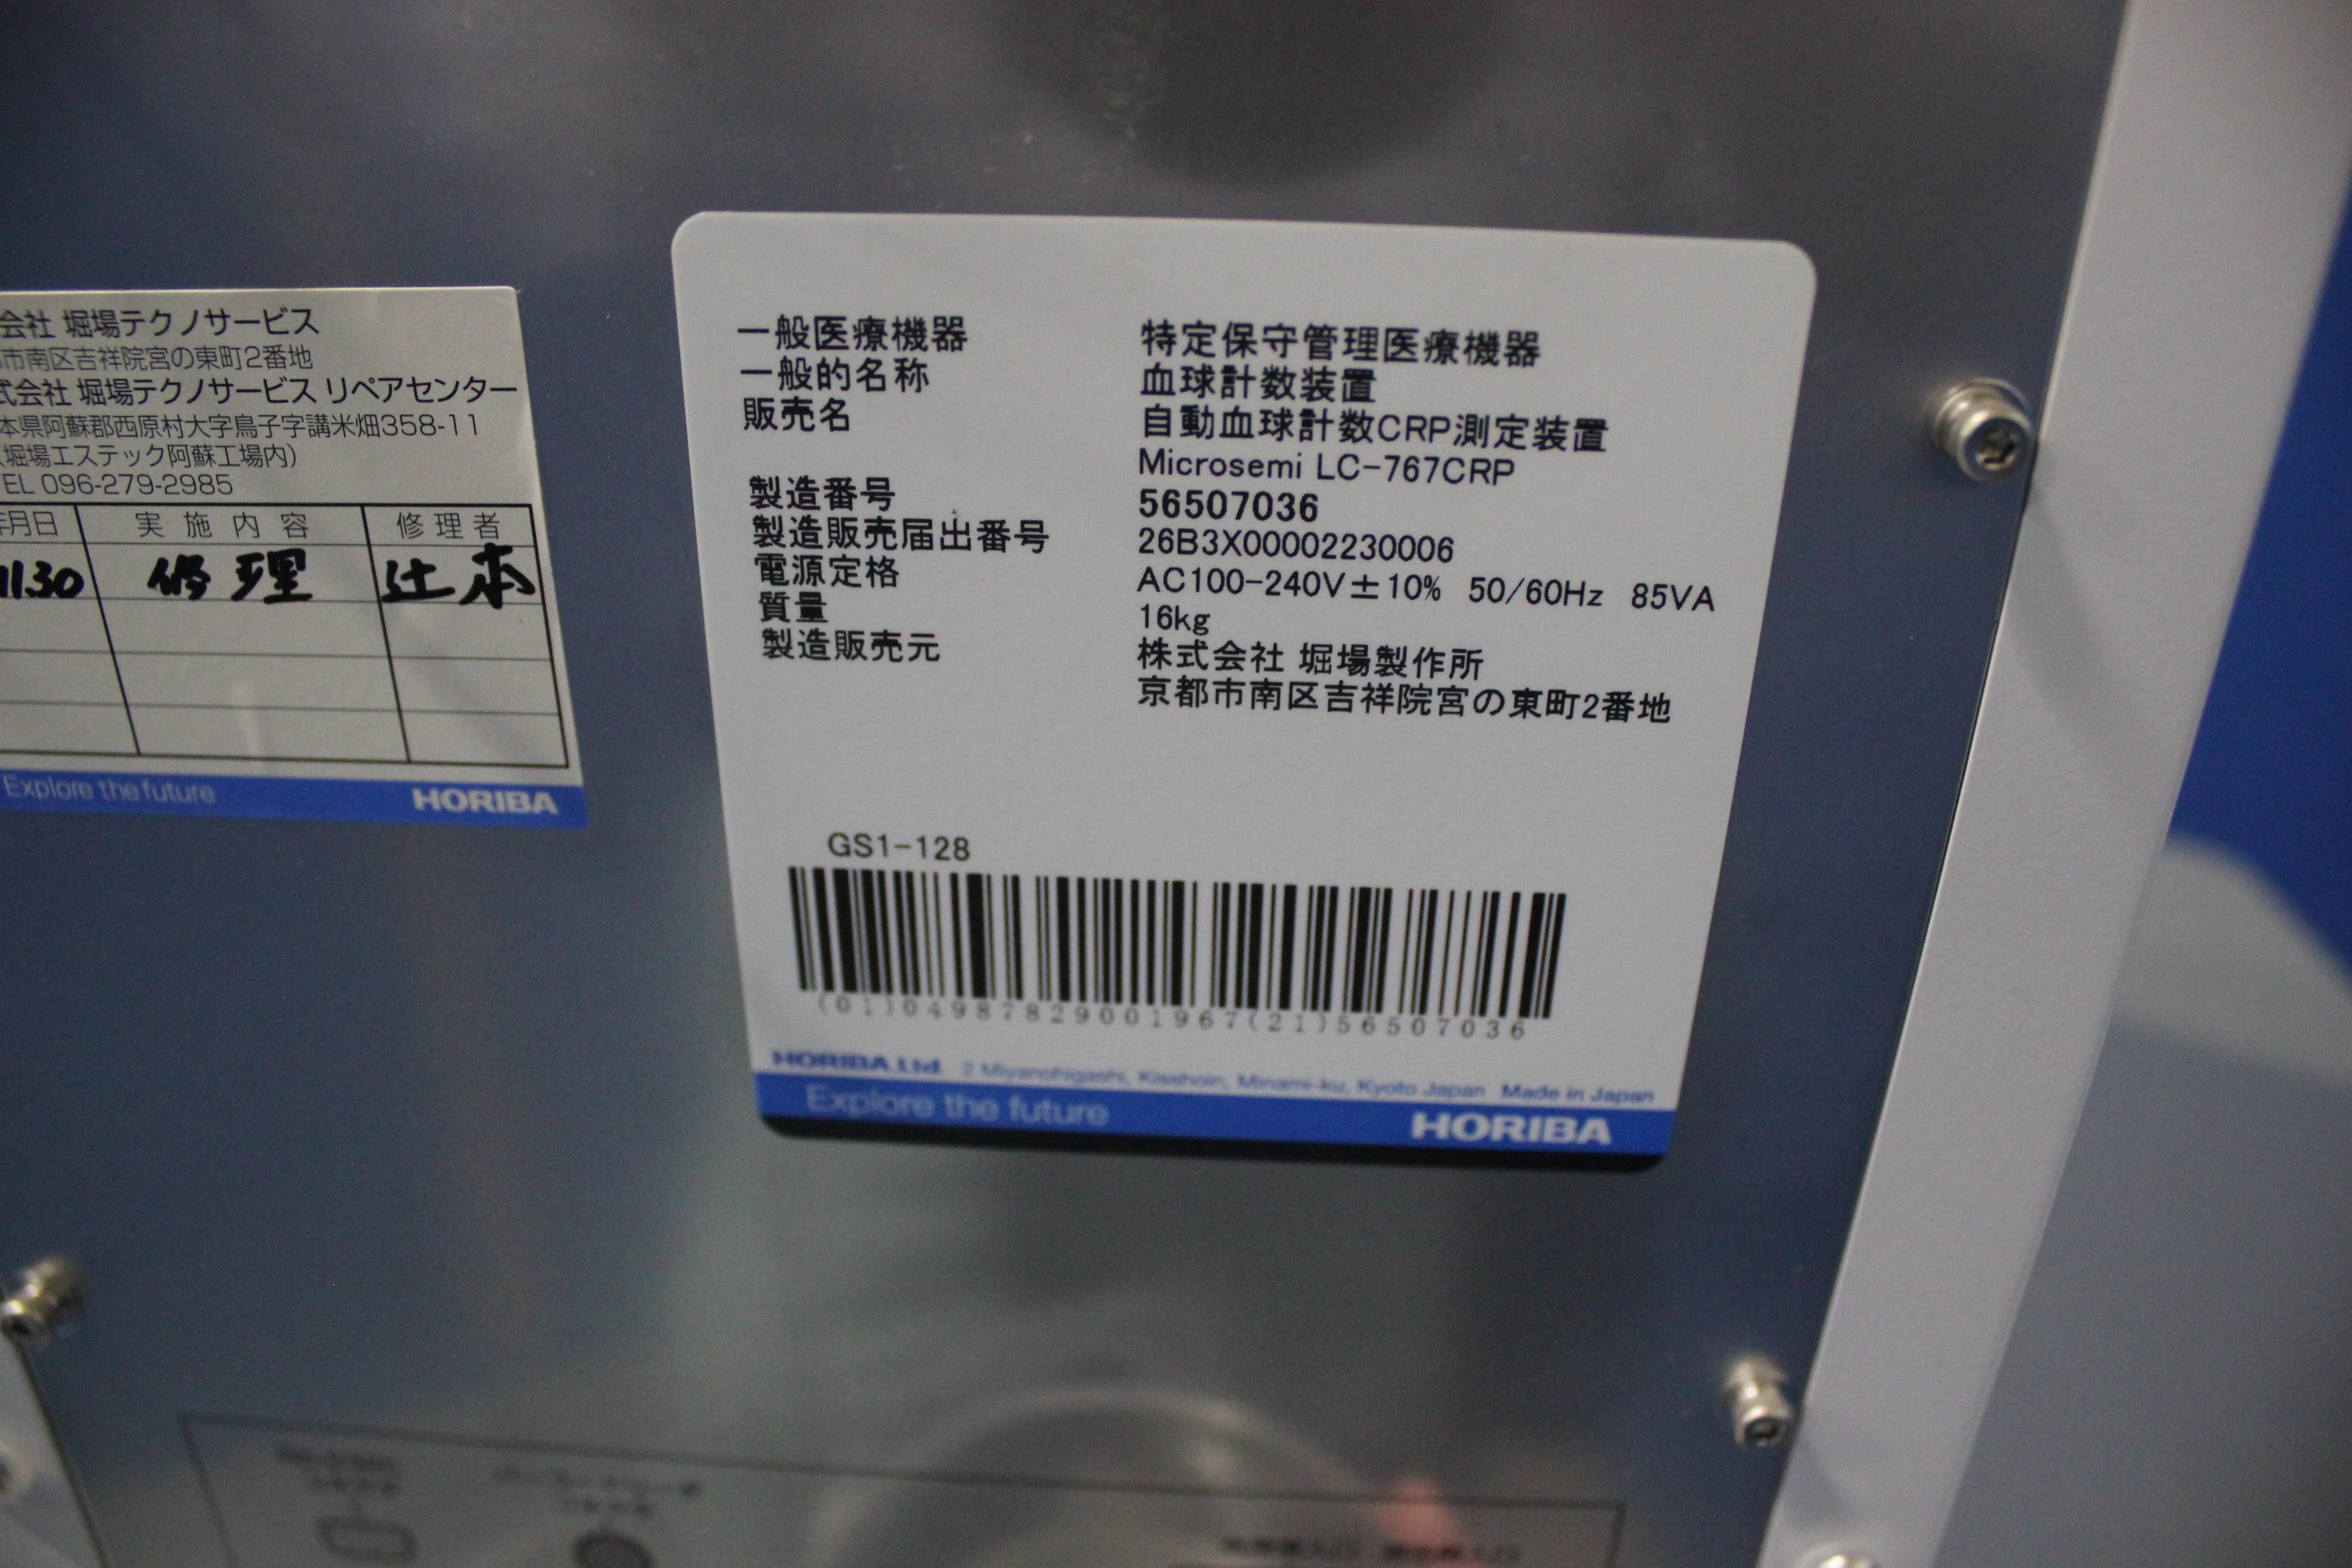 会社 堀場テクノサービス
市南区吉祥院宮の東町2番地
式会社 堀場テクノサービス リペアセンター
本県阿蘇郡西原村大字鳥子字講米畑358-11
(堀場エステック阿蘇工場内)
TEL 096-279-2985
年月日 実施内容 修理者
1130 修理 辻本
Explore the future HORIBA
一般医療機器 特定保守管理医療機器
一般的名称 血球計数装置
販売名 自動血球計数CRP測定装置
Microsemi LC-767CRP
製造番号 56507036
製造販売届出番号 26B3X00002230006
電源定格 AC100-240V±10% 50/60Hz 85VA
質量 16kg
製造販売元 株式会社 堀場製作所
京都市南区吉祥院宮の東町2番地
GS1-128
(01)04987829001967(21)56507036
HORIBA,Ltd. 2 Miyanohigashi, Kisshoin, Minami-ku, Kyoto Japan Made in Japan
Explore the future HORIBA